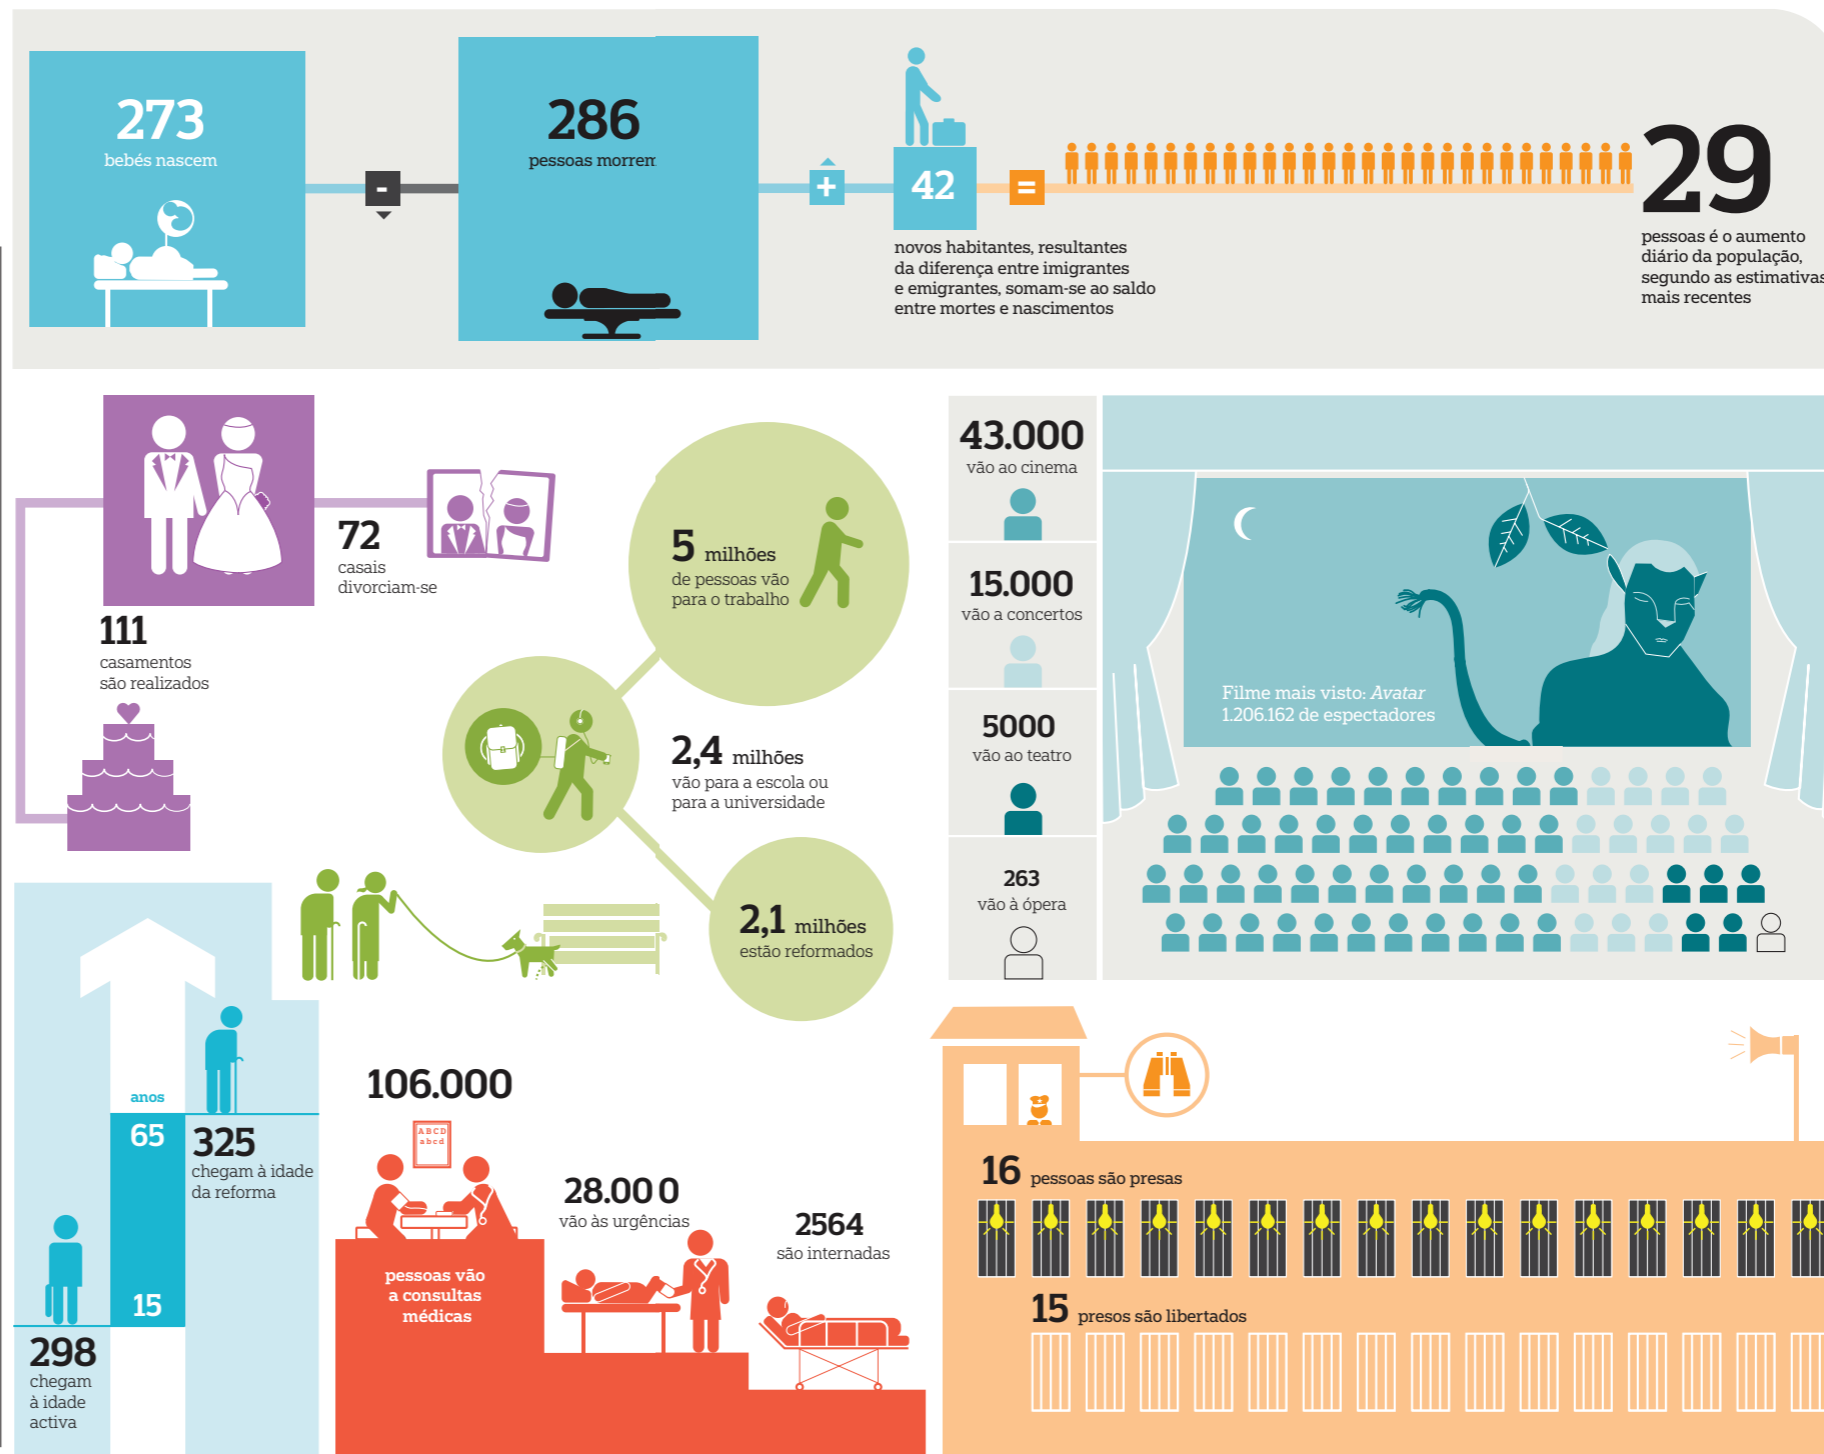 273
bebés nascem
-
286
pessoas morrem
+
42
novos habitantes, resultantes
da diferença entre imigrantes
e emigrantes, somam-se ao saldo
entre mortes e nascimentos
=
29
pessoas é o aumento
diário da população,
segundo as estimativas
mais recentes
111
casamentos
são realizados
72
casais
divorciam-se
5 milhões
de pessoas vão
para o trabalho
2,4 milhões
vão para a escola ou
para a universidade
2,1 milhões
estão reformados
43.000
vão ao cinema
15.000
vão a concertos
5000
vão ao teatro
263
vão à ópera
Filme mais visto: Avatar
1.206.162 de espectadores
anos
65
15
325
chegam à idade
da reforma
298
chegam
à idade
activa
106.000
ABCD
abcd
pessoas vão
a consultas
médicas
28.000
vão às urgências
2564
são internadas
16 pessoas são presas
15 presos são libertados